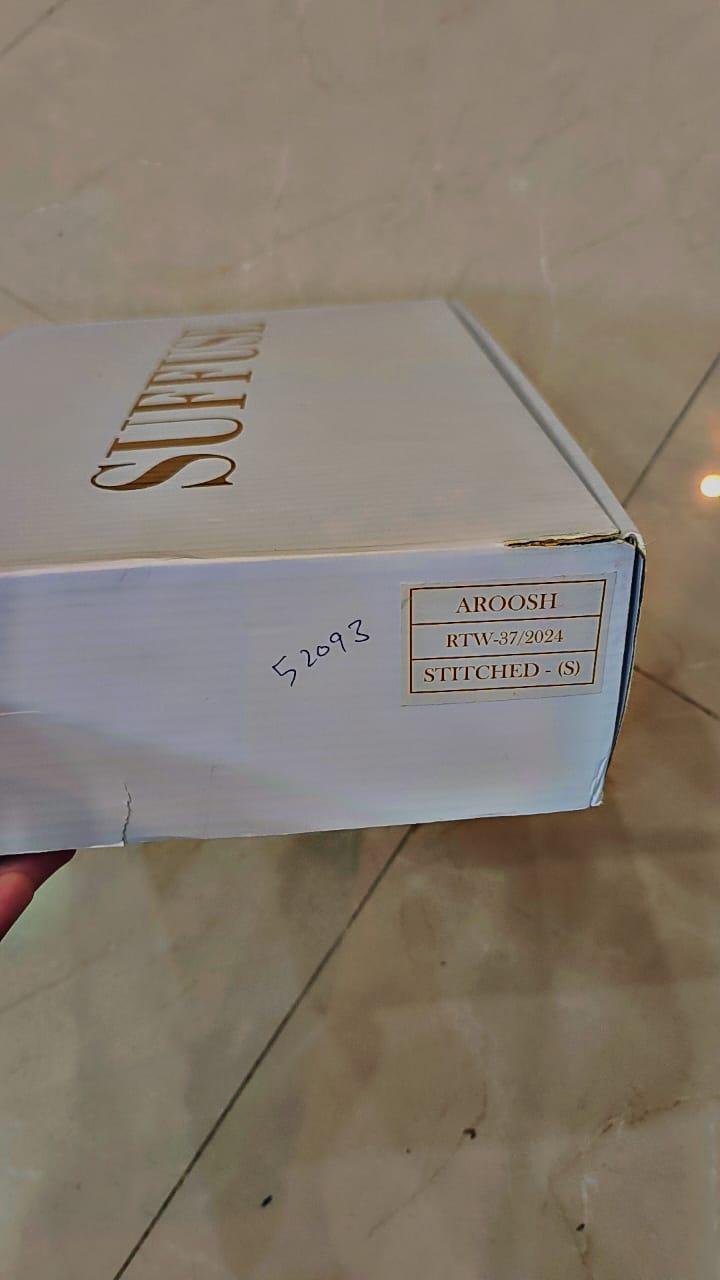 SUFFUSE
52093
AROOSH
RTW-37/2024
STITCHED - (S)